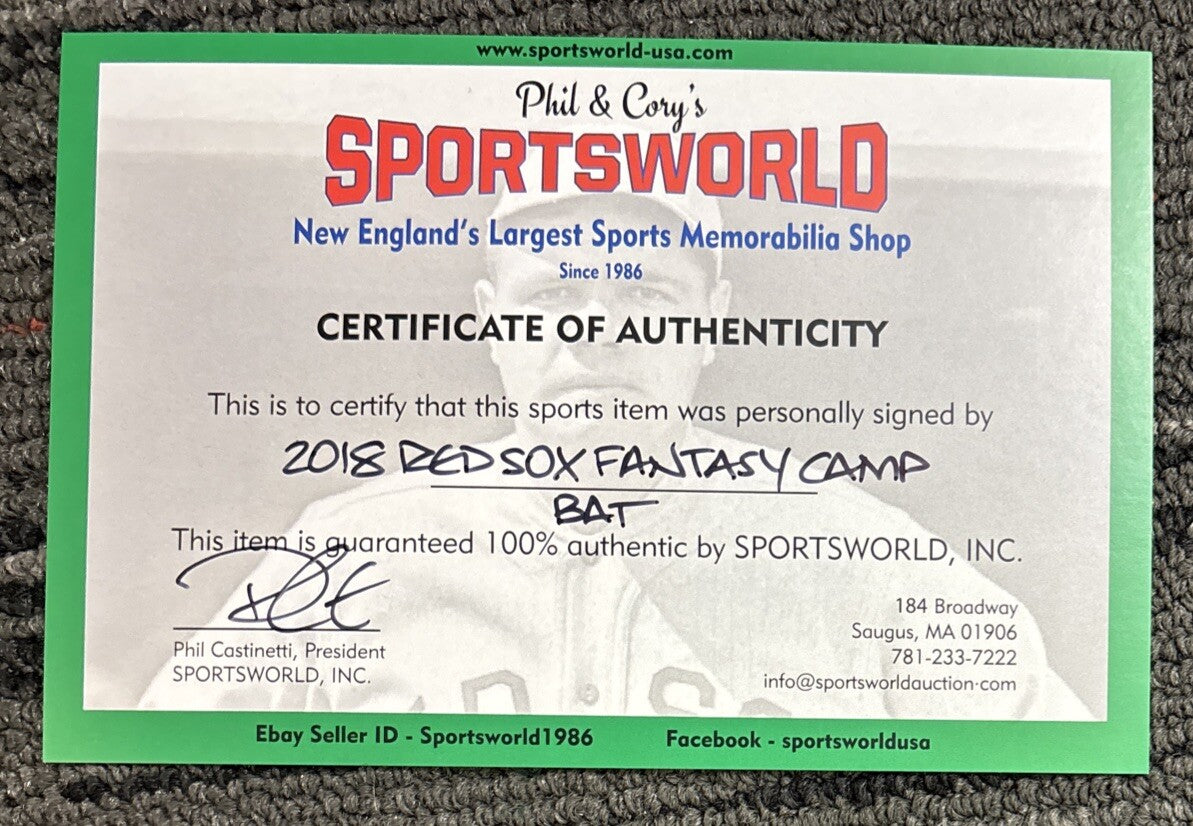 www.sportsworld-usa.com
Phil & Cory's
SPORTSWORLD
New England's Largest Sports Memorabilia Shop
Since 1986
CERTIFICATE OF AUTHENTICITY
This is to certify that this sports item was personally signed by
2018 RED SOX FANTASY CAMP
BAT
This item is guaranteed 100% authentic by SPORTSWORLD, INC.
Phil Castinetti, President
SPORTSWORLD, INC.
184 Broadway
Saugus, MA 01906
781-233-7222
info@sportsworldauction.com
Ebay Seller ID - Sportsworld1986
Facebook - sportsworldusa